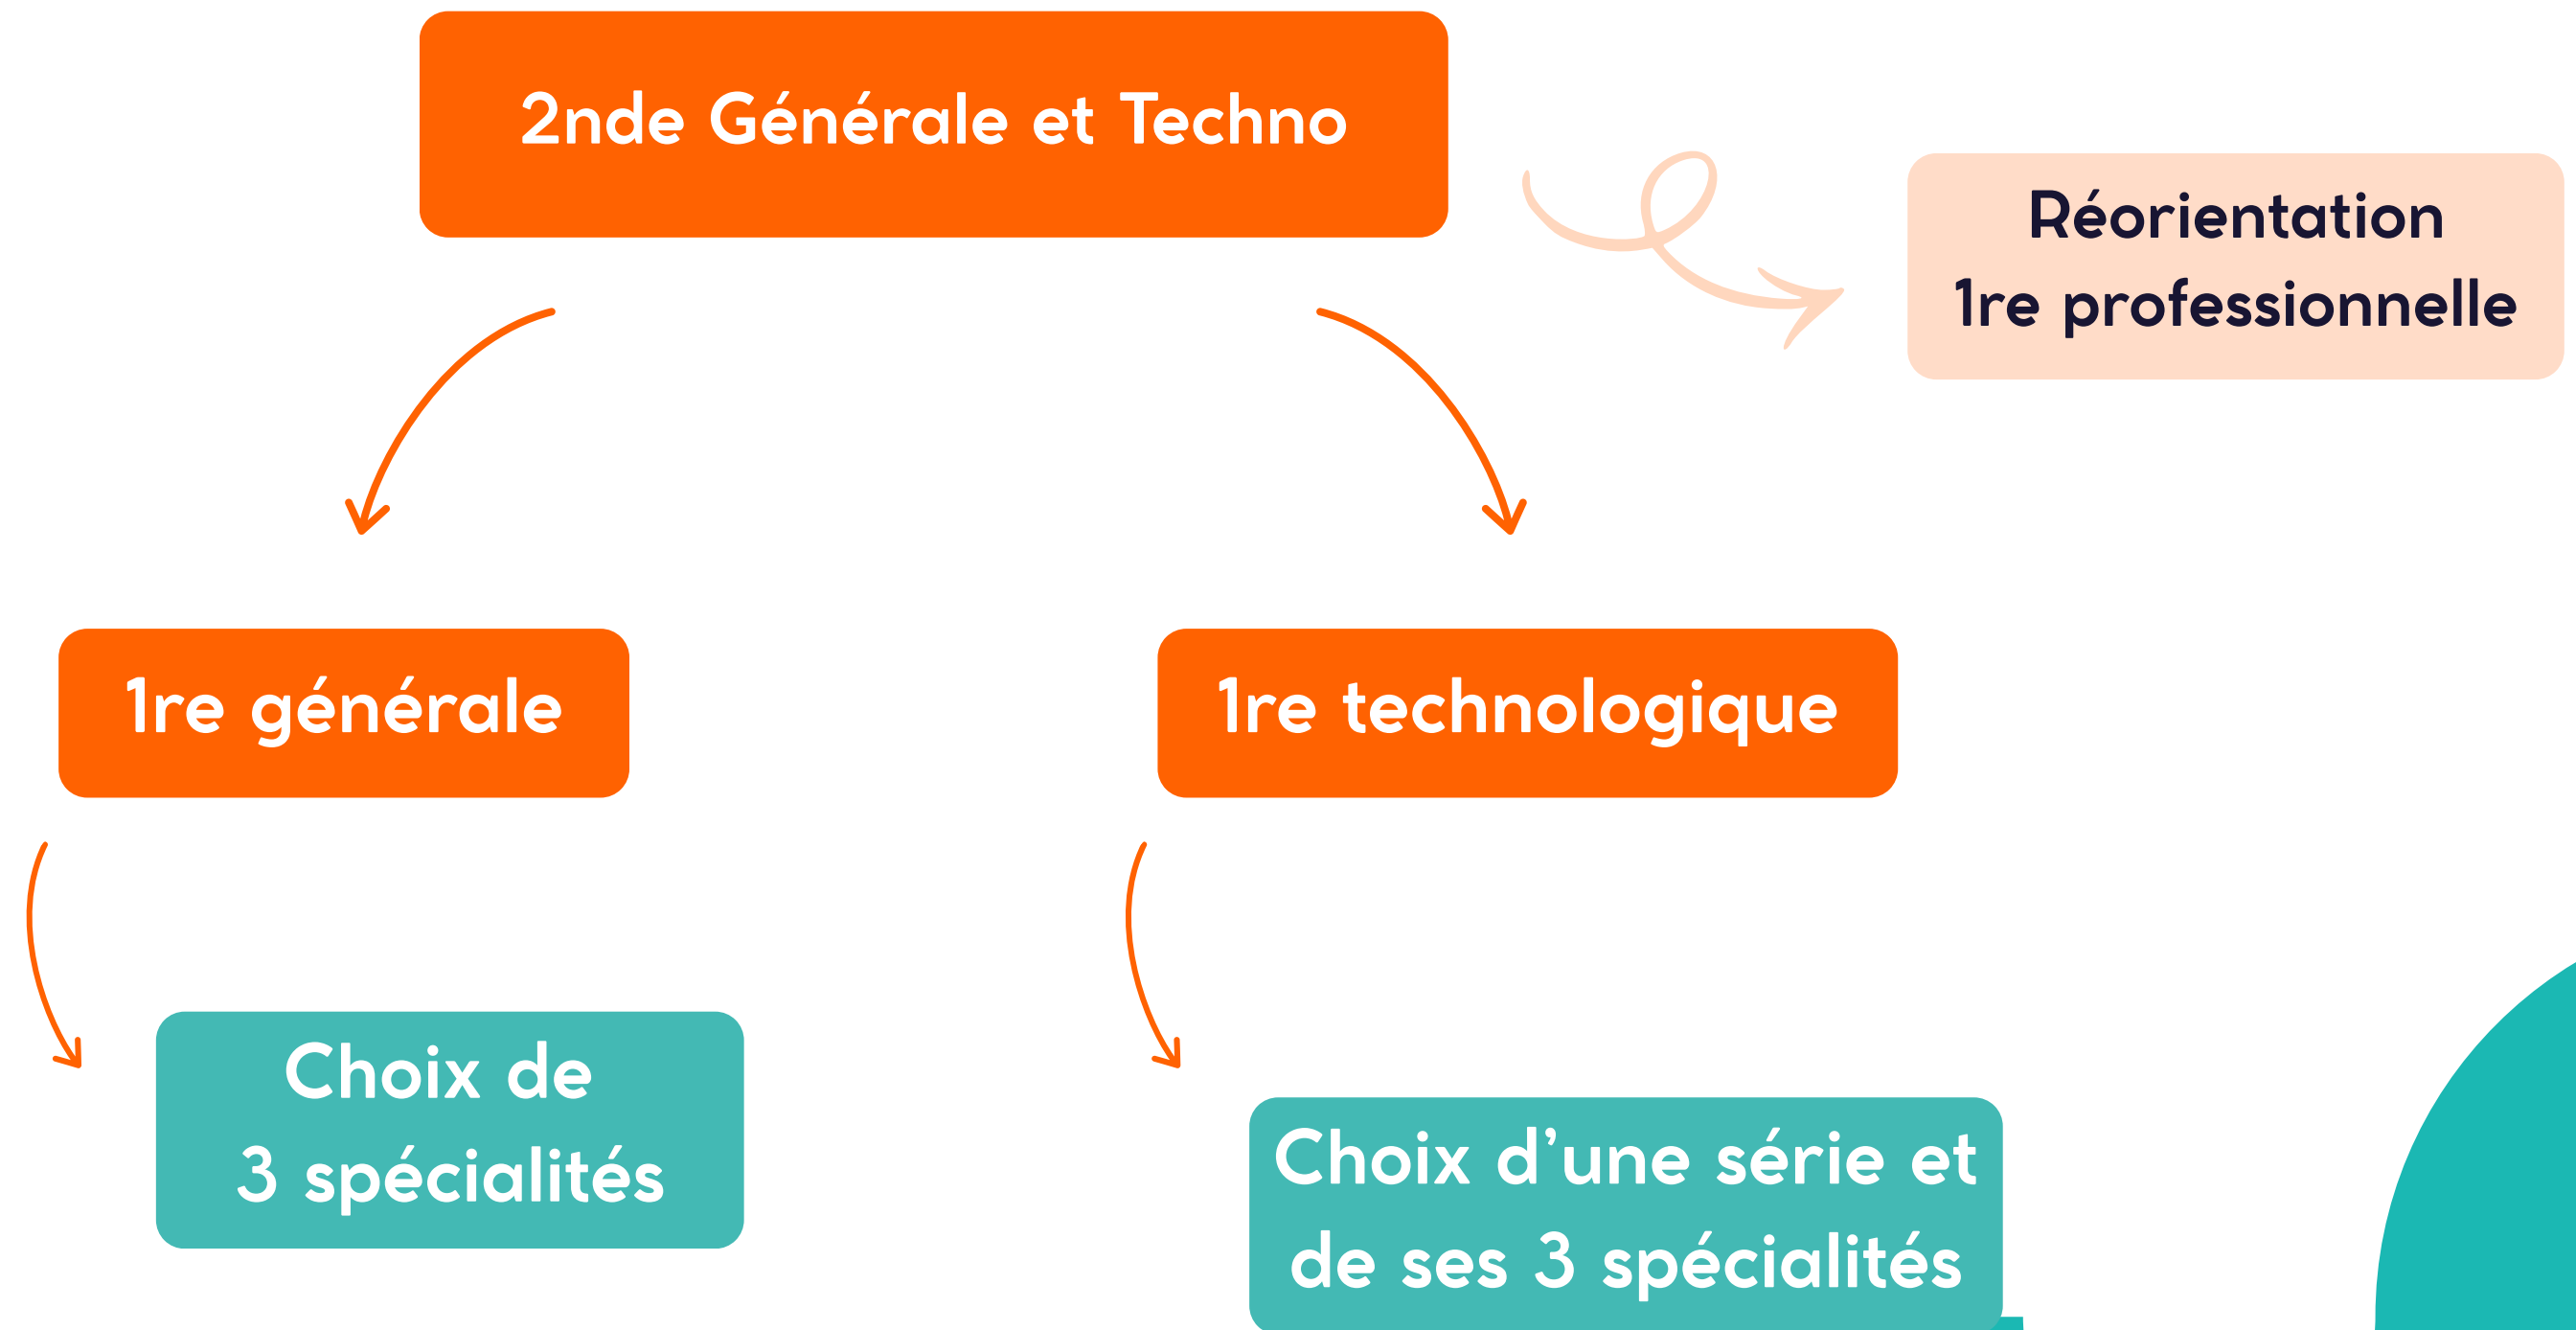 2nde Générale et Techno
Réorientation
1re professionnelle
1re générale
1re technologique
Choix de
3 spécialités
Choix d’une série et
de ses 3 spécialités